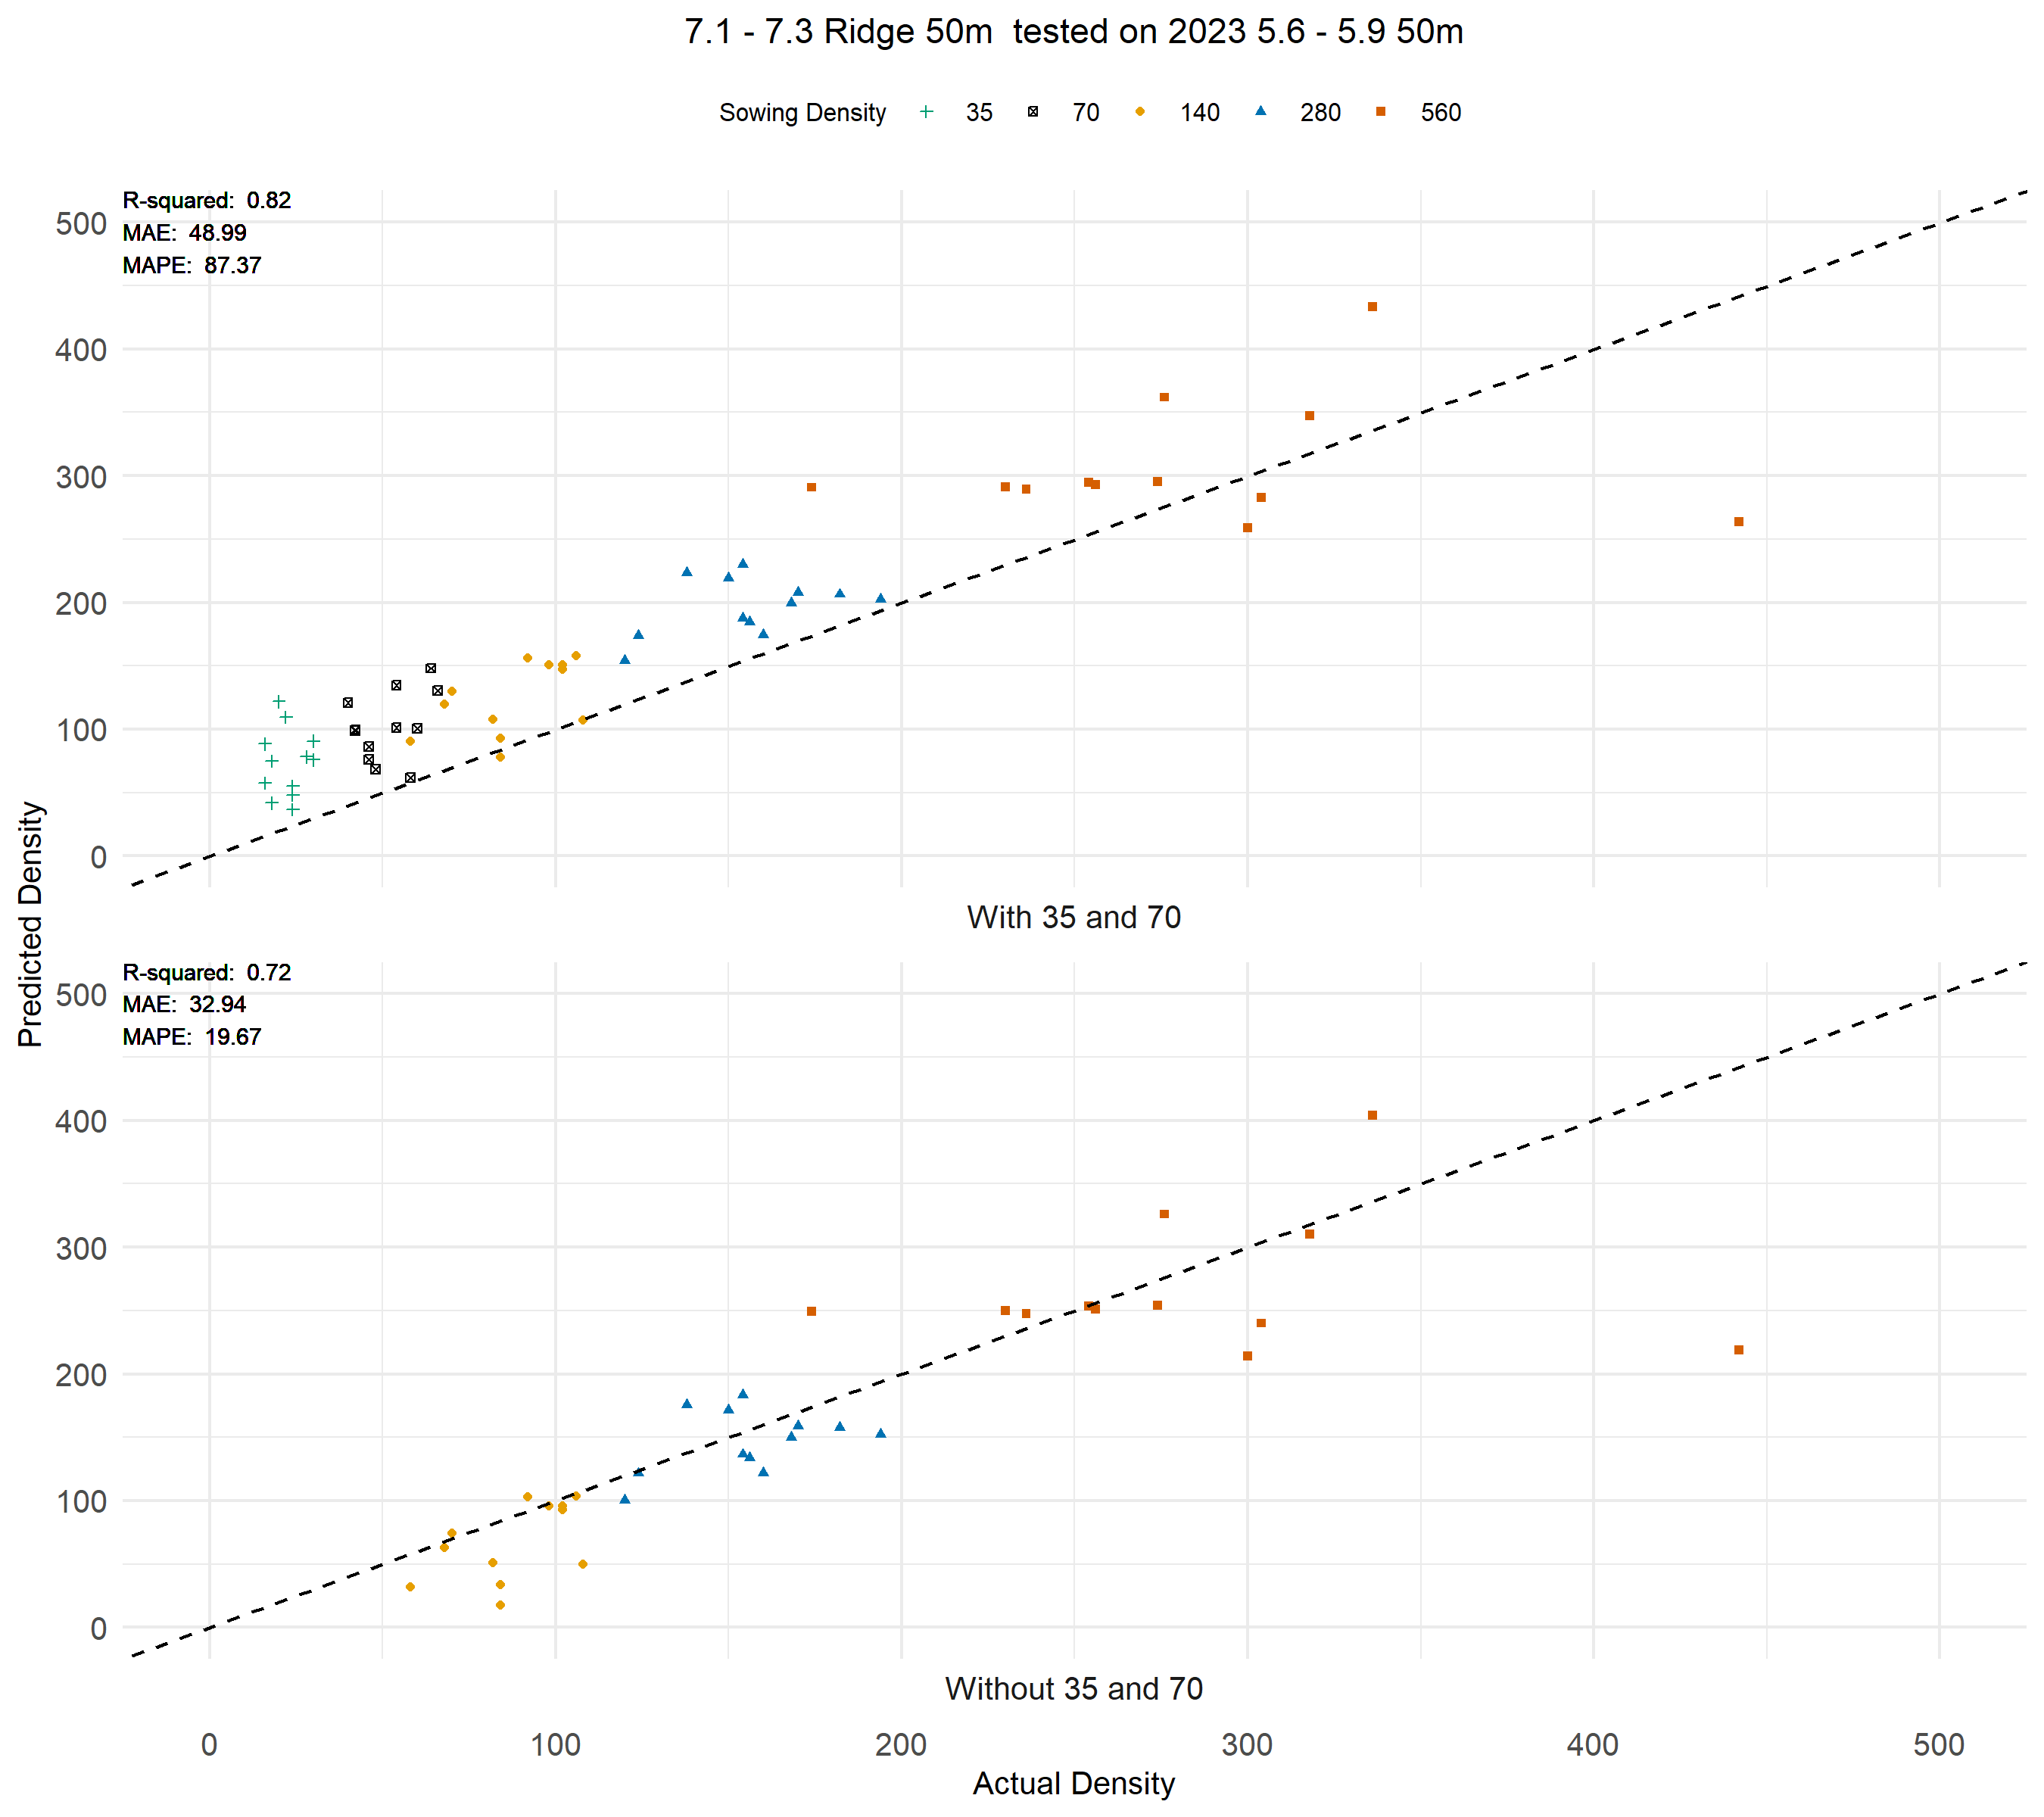 7.1 - 7.3 Ridge 50m  tested on 2023 5.6 - 5.9 50m
Sowing Density 35 70 140 280 560
R-squared: 0.82
MAE: 48.99
MAPE: 87.37
500
400
300
200
100
0
With 35 and 70
Predicted Density
R-squared: 0.72
MAE: 32.94
MAPE: 19.67
500
400
300
200
100
0
Without 35 and 70
0 100 200 300 400 500
Actual Density